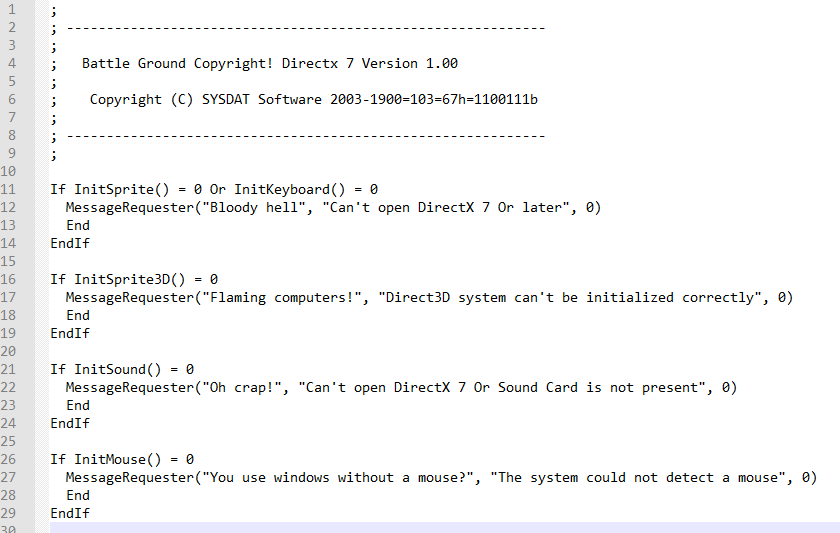 1 ;
2 ; ------------------------------------------------------------
3 ;
4 ;   Battle Ground Copyright! Directx 7 Version 1.00
5 ;
6 ;    Copyright (C) SYSDAT Software 2003-1900=103=67h=1100111b
7 ;
8 ; ------------------------------------------------------------
9 ;
10
11 If InitSprite() = 0 Or InitKeyboard() = 0
12   MessageRequester("Bloody hell", "Can't open DirectX 7 Or later", 0)
13   End
14 EndIf
15
16 If InitSprite3D() = 0
17   MessageRequester("Flaming computers!", "Direct3D system can't be initialized correctly", 0)
18   End
19 EndIf
20
21 If InitSound() = 0
22   MessageRequester("Oh crap!", "Can't open DirectX 7 Or Sound Card is not present", 0)
23   End
24 EndIf
25
26 If InitMouse() = 0
27   MessageRequester("You use windows without a mouse?", "The system could not detect a mouse", 0)
28   End
29 EndIf
30